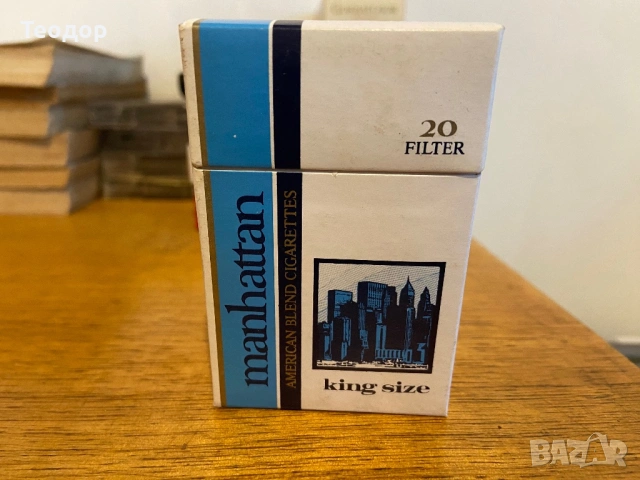 Теодор
20
FILTER
manhattan
AMERICAN BLEND CIGARETTES
king size
BAZAR